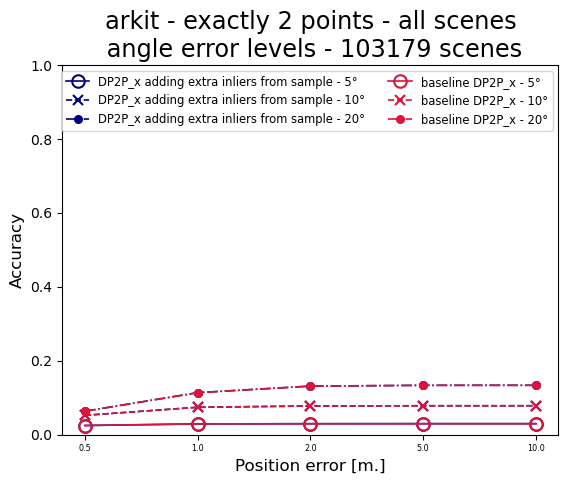 arkit - exactly 2 points - all scenes
angle error levels - 103179 scenes
DP2P_x adding extra inliers from sample - 5°
DP2P_x adding extra inliers from sample - 10°
DP2P_x adding extra inliers from sample - 20°
baseline DP2P_x - 5°
baseline DP2P_x - 10°
baseline DP2P_x - 20°
Accuracy
1.0
0.8
0.6
0.4
0.2
0.0
0.5 1.0 2.0 5.0 10.0
Position error [m.]